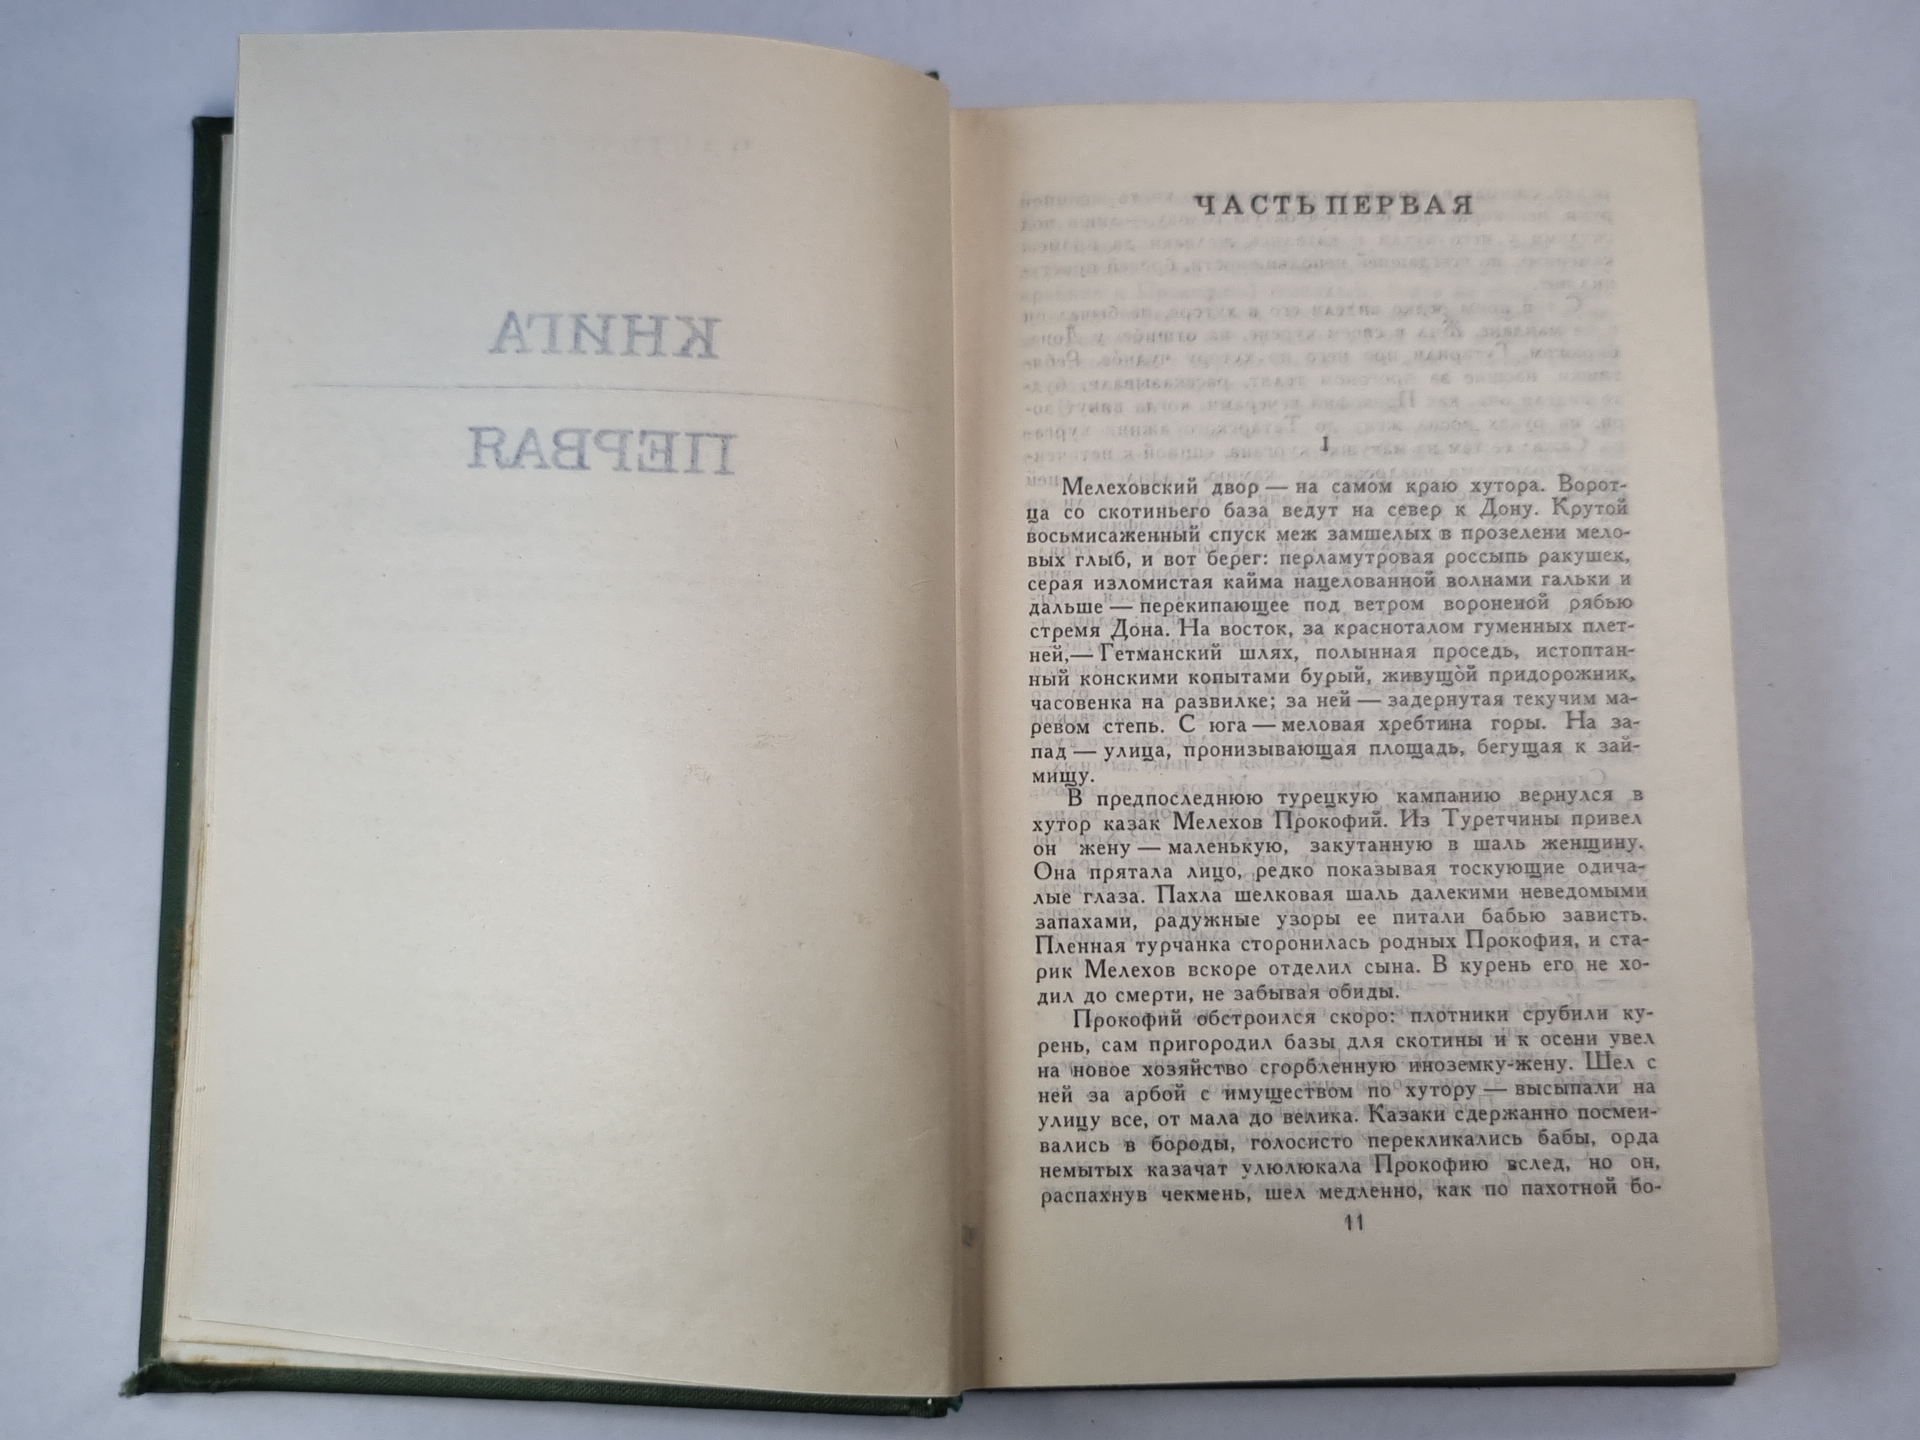 КНИГА
ПЕРВАЯ
ЧАСТЬ ПЕРВАЯ
I
Мелеховский двор — на самом краю хутора. Ворот-
ца со скотиньего база ведут на север к Дону. Крутой
восьмисаженный спуск меж замшелых в прозелени мело-
вых глыб, и вот берег: перламутровая россыпь ракушек,
серая изломистая кайма нацелованной волнами гальки и
дальше — перекипающее под ветром вороненой рябью
стремя Дона. На восток, за красноталом гуменных плет-
ней,— Гетманский шлях, полынная проседь, истоптан-
ный конскими копытами бурый, живущо́й придорожник,
часовенка на развилке; за ней — задернутая текучим ма-
ревом степь. С юга — меловая хребтина горы. На за-
пад — улица, пронизывающая площадь, бегущая к зай-
мищу.
В предпоследнюю турецкую кампанию вернулся в
хутор казак Мелехов Прокофий. Из Туретчины привел
он жену — маленькую, закутанную в шаль женщину.
Она прятала лицо, редко показывая тоскующие одича-
лые глаза. Пахла шелковая шаль далекими неведомыми
запахами, радужные узоры ее питали бабью зависть.
Пленная турчанка сторонилась родных Прокофия, и ста-
рик Мелехов вскоре отделил сына. В курень его не хо-
дил до смерти, не забывая обиды.
Прокофий обстроился скоро: плотники срубили ку-
рень, сам пригородил базы для скотины и к осени увел
на новое хозяйство сгорбленную иноземку-жену. Шел с
ней за арбой с имуществом по хутору — высыпали на
улицу все, от мала до велика. Казаки сдержанно посмеи-
вались в бороды, голосисто перекликались бабы, орда
немытых казачат улюлюкала Прокофию вслед, но он,
распахнув чекмень, шел медленно, как по пахотной бо-
11